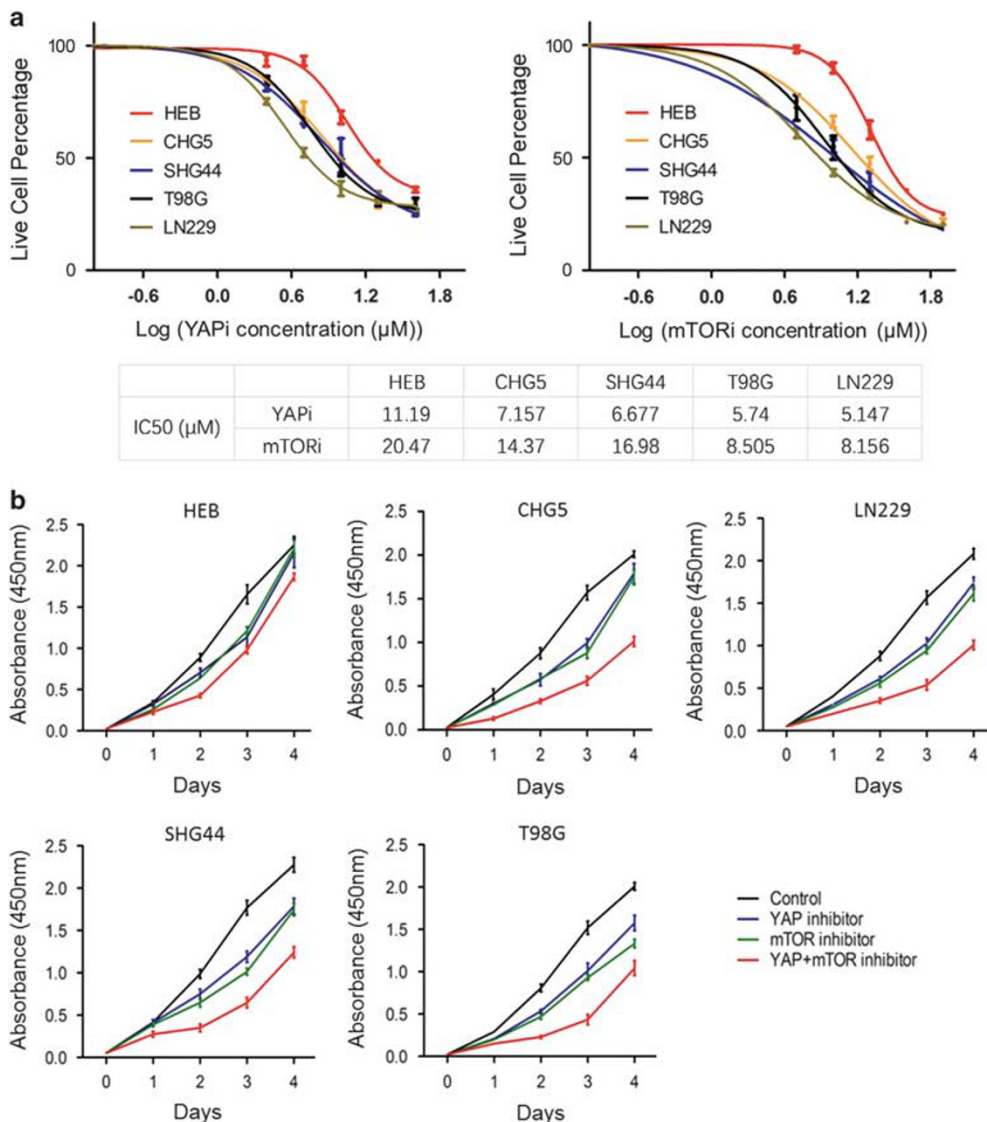 a
100
50
0
Live Cell Percentage
HEB
CHG5
SHG44
T98G
LN229
-0.6 0.0 0.6 1.2 1.8
Log (YAPi concentration (μM))
100
50
0
Live Cell Percentage
HEB
CHG5
SHG44
T98G
LN229
-0.6 0.0 0.6 1.2 1.8
Log (mTORi concentration (μM))
HEB CHG5 SHG44 T98G LN229
IC50 (μM) YAPi 11.19 7.157 6.677 5.74 5.147
mTORi 20.47 14.37 16.98 8.505 8.156
b
HEB
Absorbance (450nm)
2.5
2.0
1.5
1.0
0.5
0.0
0 1 2 3 4
Days
CHG5
Absorbance (450nm)
2.5
2.0
1.5
1.0
0.5
0.0
0 1 2 3 4
Days
LN229
Absorbance (450nm)
2.5
2.0
1.5
1.0
0.5
0.0
0 1 2 3 4
Days
SHG44
Absorbance (450nm)
2.5
2.0
1.5
1.0
0.5
0.0
0 1 2 3 4
Days
T98G
Absorbance (450nm)
2.5
2.0
1.5
1.0
0.5
0.0
0 1 2 3 4
Days
Control
YAP inhibitor
mTOR inhibitor
YAP+mTOR inhibitor